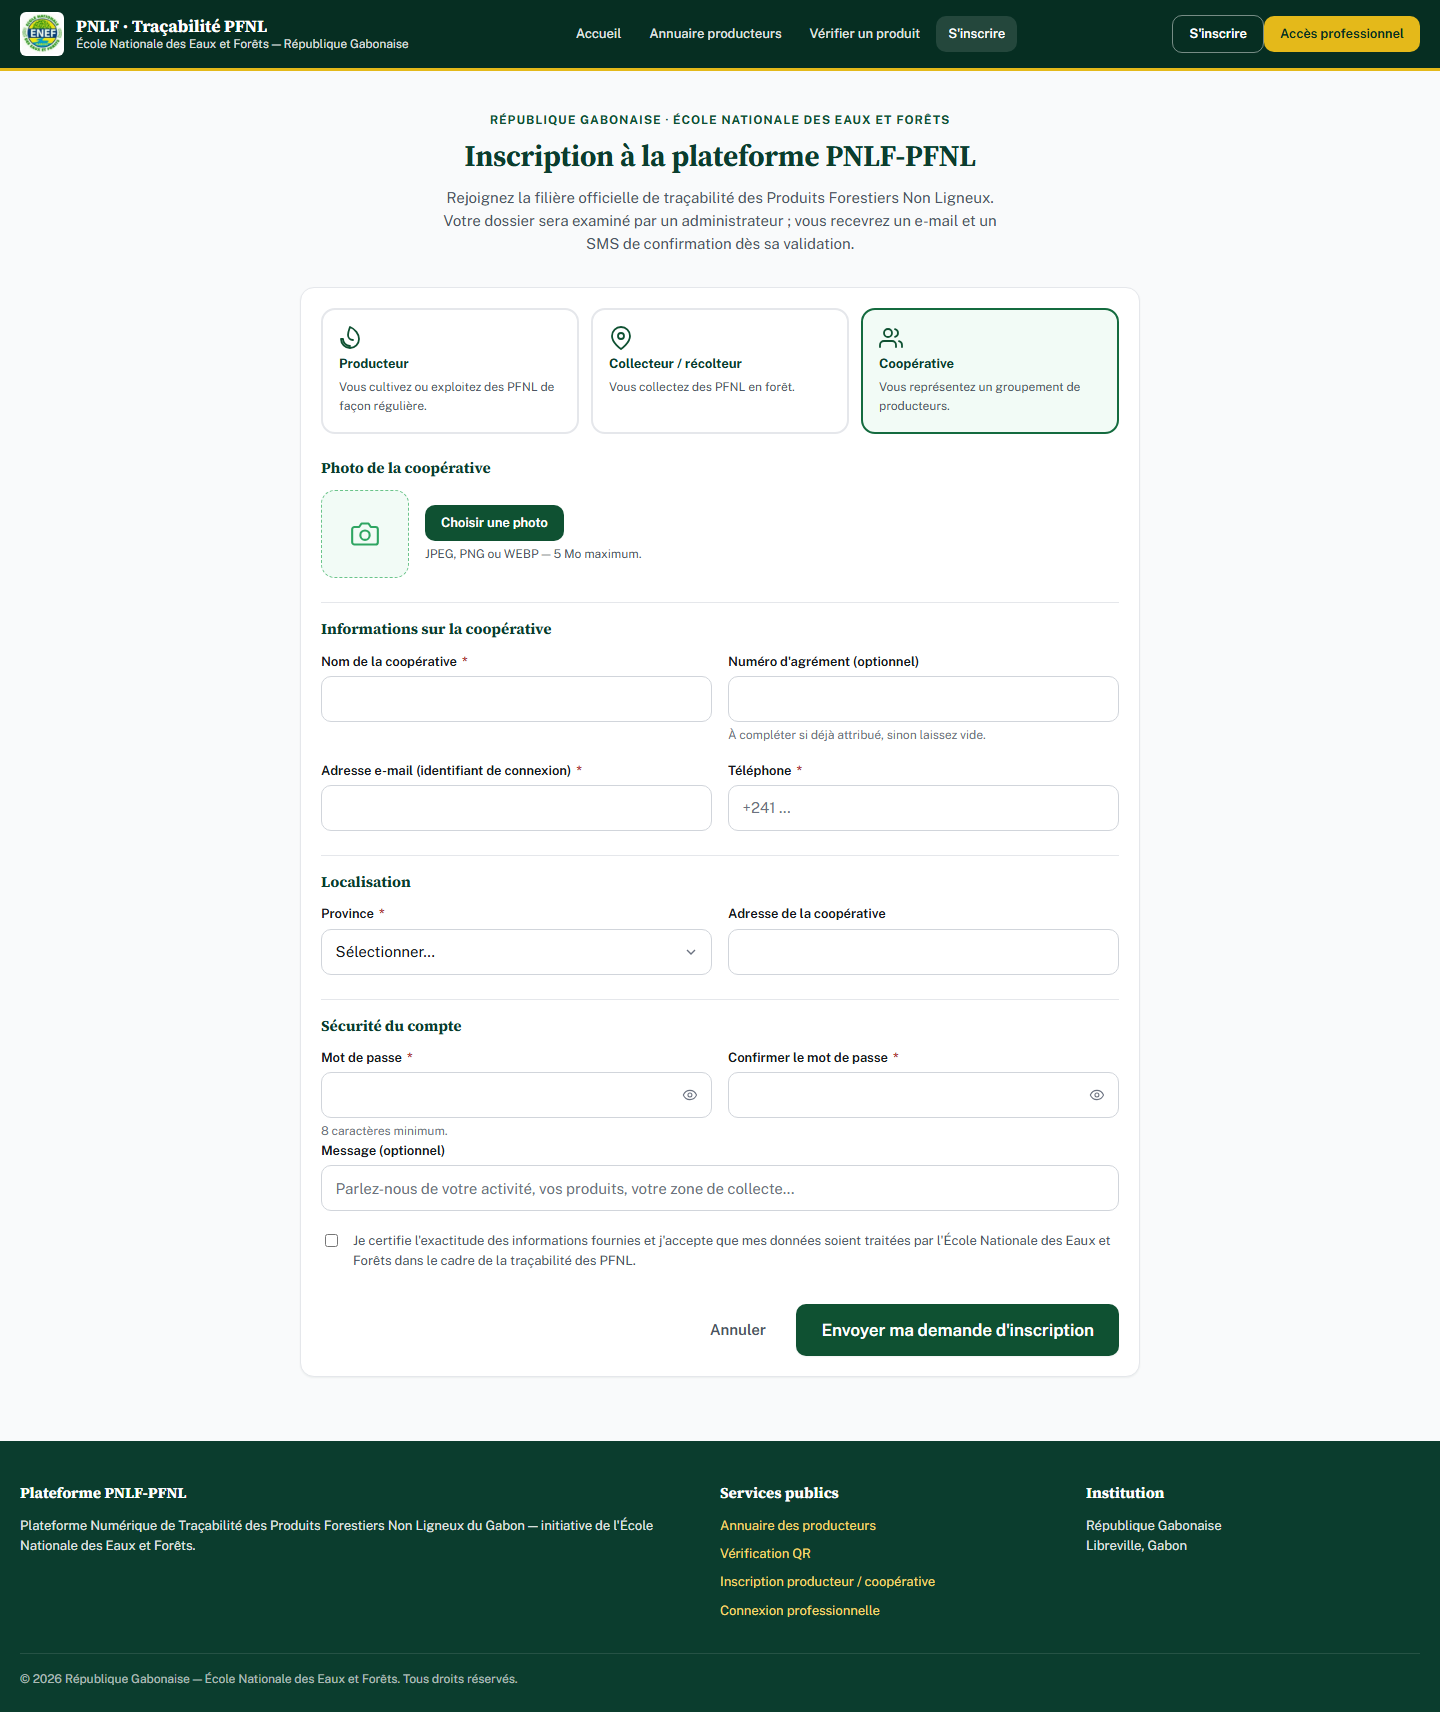 ENEF
PNLF · Traçabilité PFNL
École Nationale des Eaux et Forêts — République Gabonaise
Accueil
Annuaire producteurs
Vérifier un produit
S'inscrire
S'inscrire
Accès professionnel
RÉPUBLIQUE GABONAISE · ÉCOLE NATIONALE DES EAUX ET FORÊTS
Inscription à la plateforme PNLF-PFNL
Rejoignez la filière officielle de traçabilité des Produits Forestiers Non Ligneux.
Votre dossier sera examiné par un administrateur ; vous recevrez un e-mail et un
SMS de confirmation dès sa validation.
Producteur
Vous cultivez ou exploitez des PFNL de
façon régulière.
Collecteur / récolteur
Vous collectez des PFNL en forêt.
Coopérative
Vous représentez un groupement de
producteurs.
Photo de la coopérative
Choisir une photo
JPEG, PNG ou WEBP — 5 Mo maximum.
Informations sur la coopérative
Nom de la coopérative *
Numéro d'agrément (optionnel)
À compléter si déjà attribué, sinon laissez vide.
Adresse e-mail (identifiant de connexion) *
Téléphone *
+241 ...
Localisation
Province *
Sélectionner...
Adresse de la coopérative
Sécurité du compte
Mot de passe *
Confirmer le mot de passe *
8 caractères minimum.
Message (optionnel)
Parlez-nous de votre activité, vos produits, votre zone de collecte...
Je certifie l'exactitude des informations fournies et j'accepte que mes données soient traitées par l'École Nationale des Eaux et
Forêts dans le cadre de la traçabilité des PFNL.
Annuler
Envoyer ma demande d'inscription
Plateforme PNLF-PFNL
Plateforme Numérique de Traçabilité des Produits Forestiers Non Ligneux du Gabon — initiative de l'École
Nationale des Eaux et Forêts.
Services publics
Annuaire des producteurs
Vérification QR
Inscription producteur / coopérative
Connexion professionnelle
Institution
République Gabonaise
Libreville, Gabon
© 2026 République Gabonaise — École Nationale des Eaux et Forêts. Tous droits réservés.